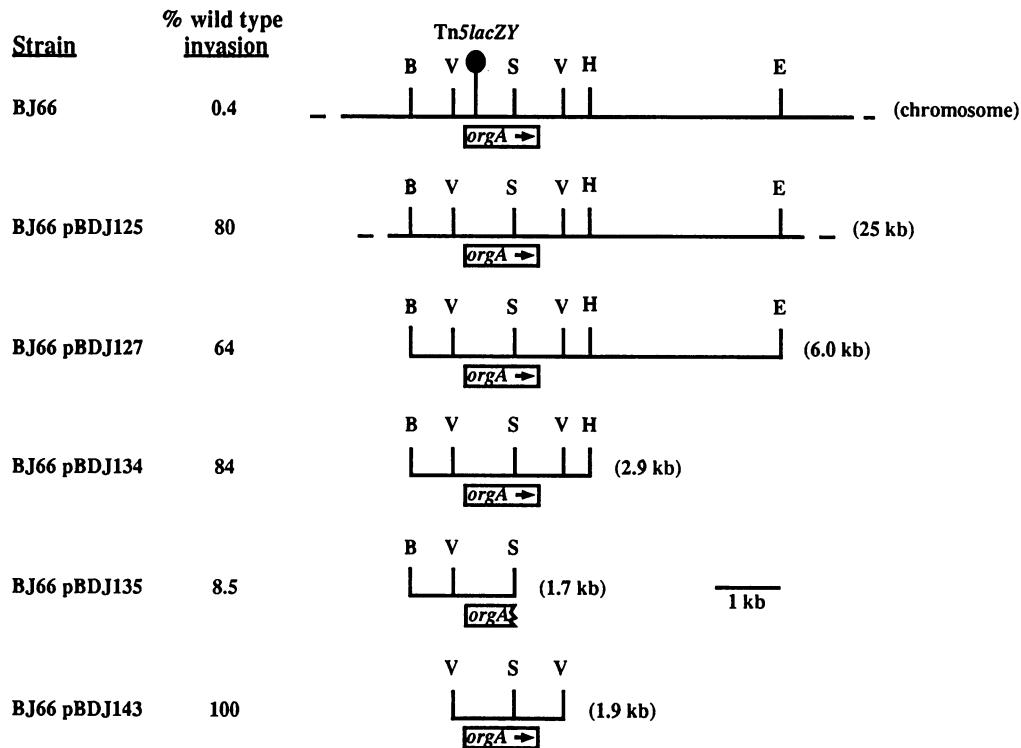 Strain
% wild type
invasion
Tn5lacZY
B V S V H E
BJ66 0.4 (chromosome)
orgA →
B V S V H E
BJ66 pBDJ125 80 (25 kb)
orgA →
B V S V H E
BJ66 pBDJ127 64 (6.0 kb)
orgA →
B V S V H
BJ66 pBDJ134 84 (2.9 kb)
orgA →
B V S
BJ66 pBDJ135 8.5 (1.7 kb)
1 kb
orgA
V S V
BJ66 pBDJ143 100 (1.9 kb)
orgA →